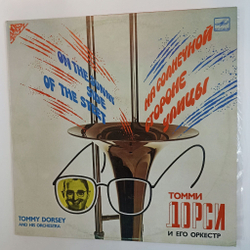 ON THE SUNNY
SIDE
OF THE STREET
НА СОЛНЕЧНОЙ
СТОРОНЕ
УЛИЦЫ
TOMMY DORSEY
AND HIS ORCHESTRA
ТОММИ
ДОРСИ
И ЕГО ОРКЕСТР